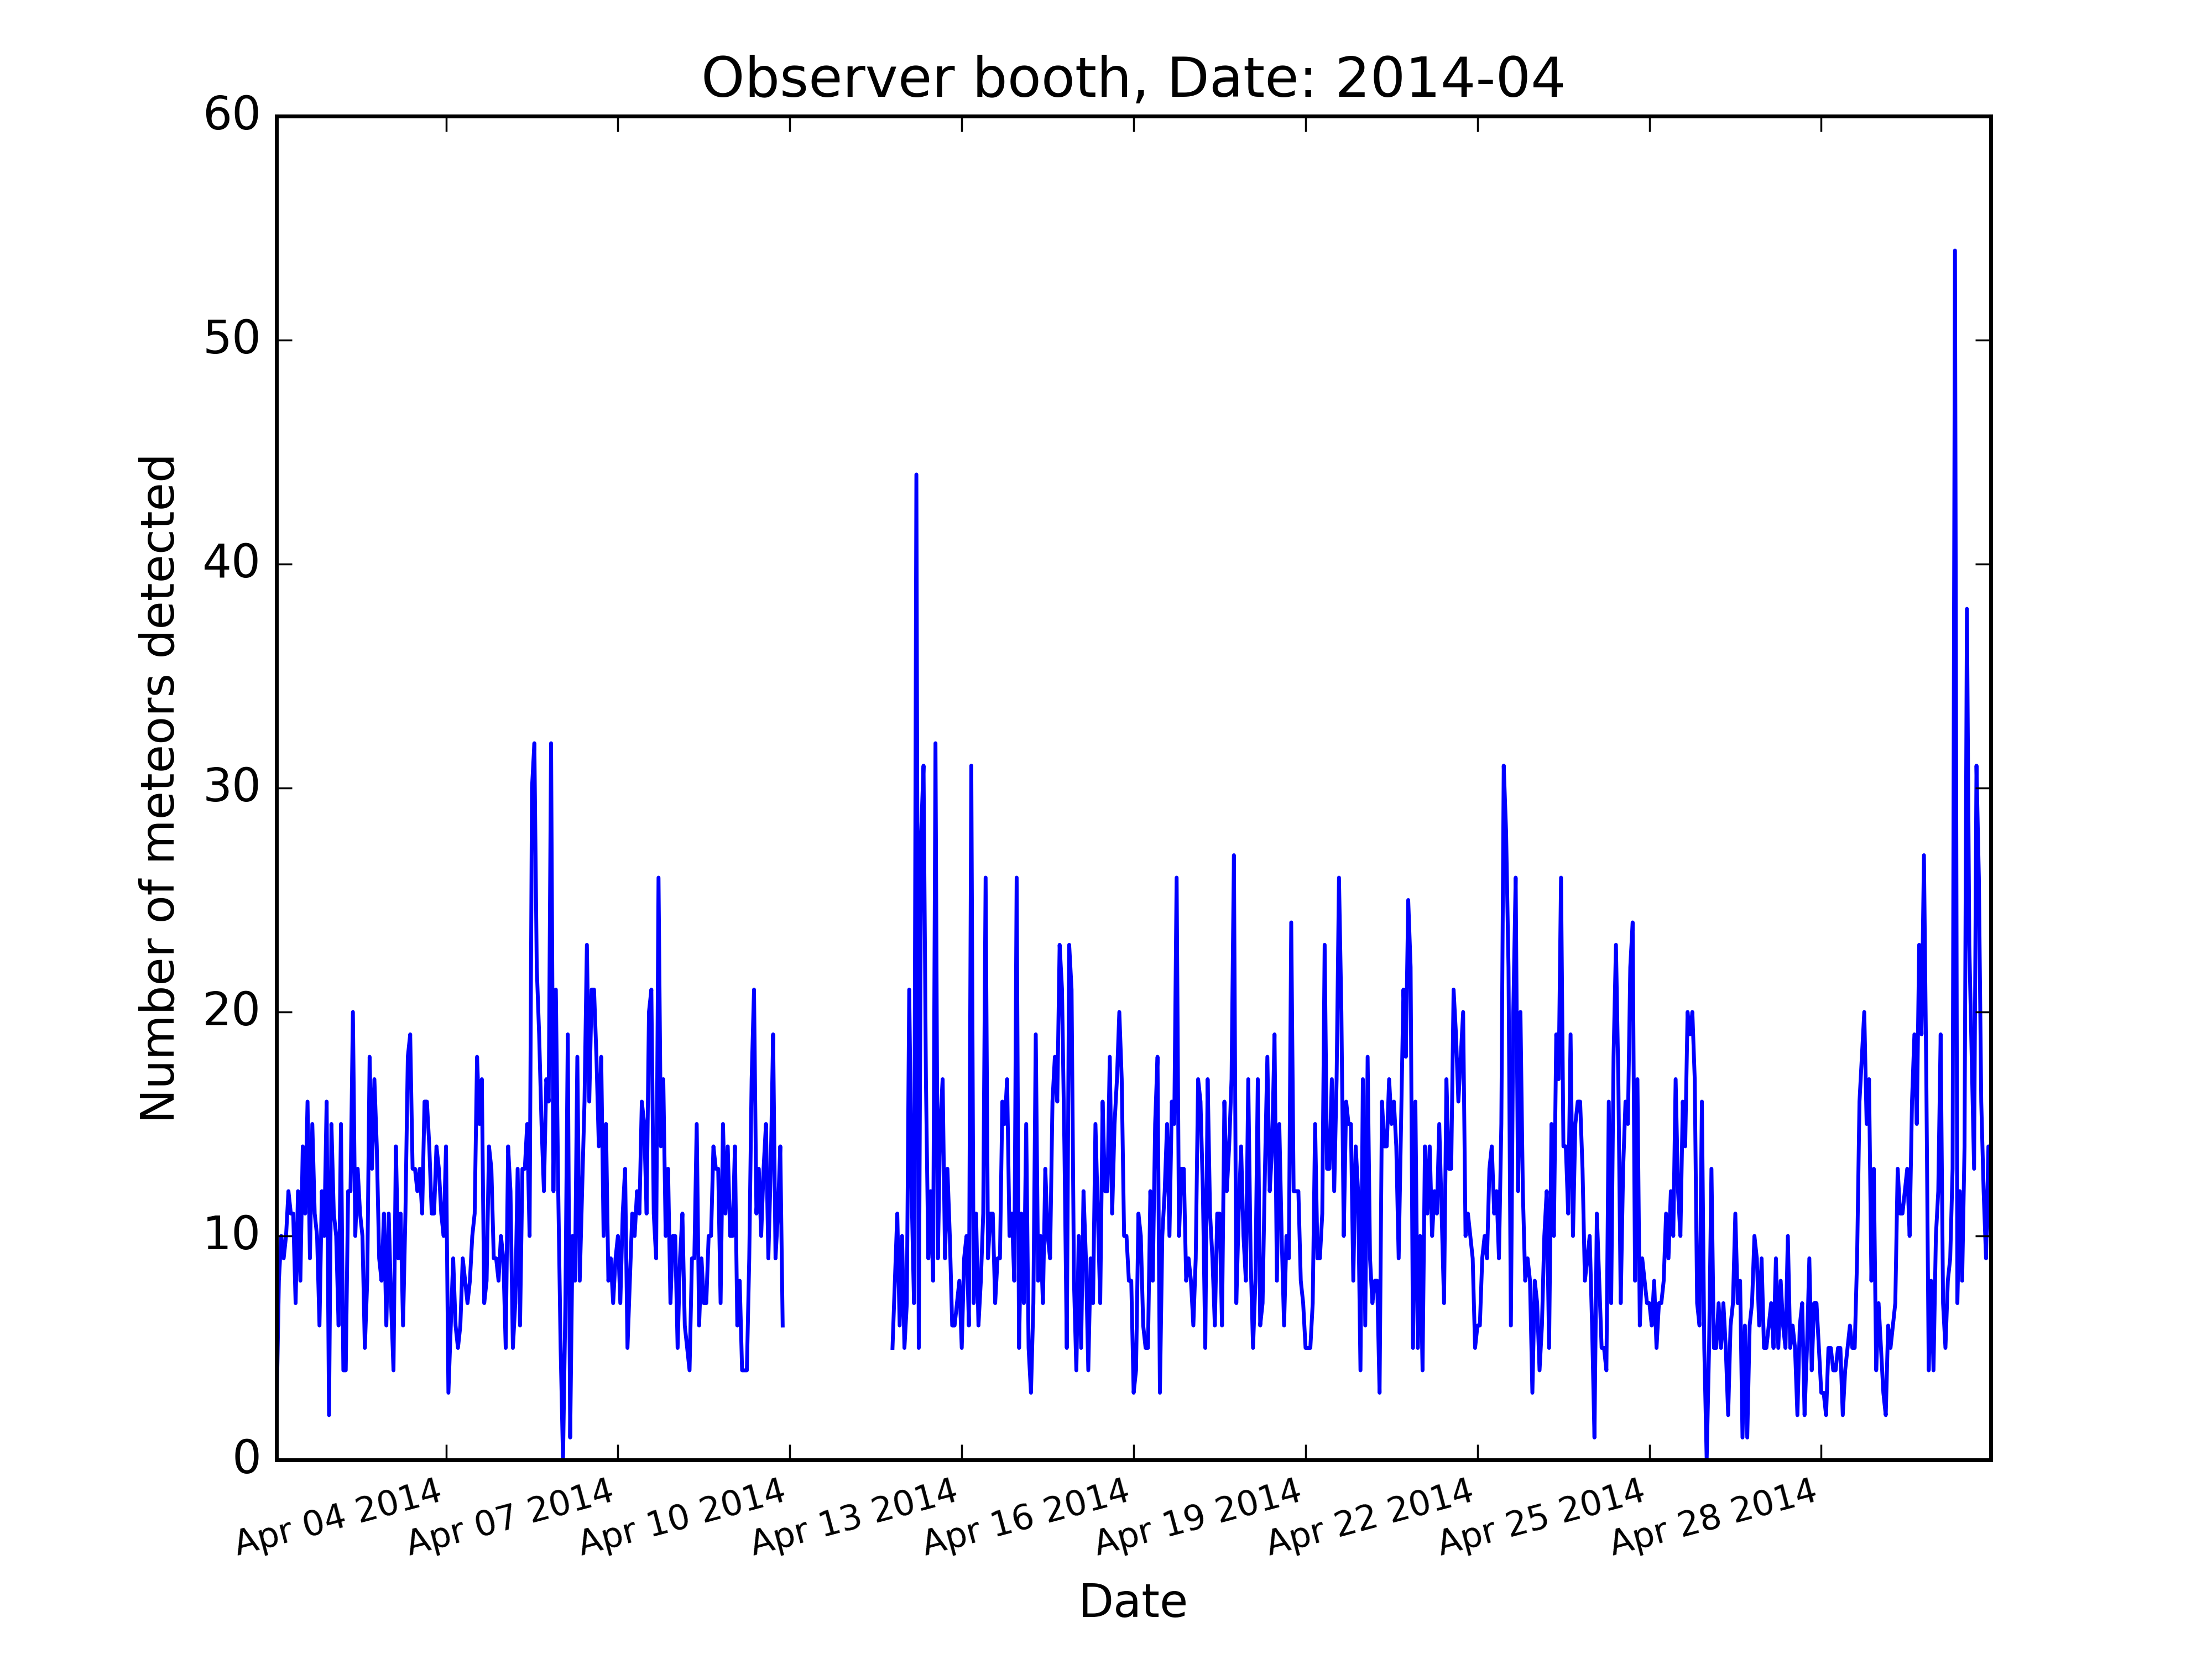 Observer booth, Date: 2014-04
60
50
40
30
20
10
0
Number of meteors detected
Apr 04 2014
Apr 07 2014
Apr 10 2014
Apr 13 2014
Apr 16 2014
Apr 19 2014
Apr 22 2014
Apr 25 2014
Apr 28 2014
Date